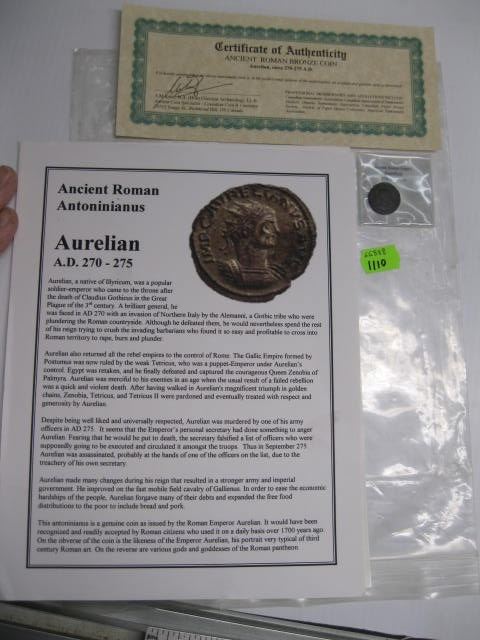 Certificate of Authenticity
ANCIENT ROMAN BRONZE COIN
Aurelian, circa 270-275 A.D.
66858
1110
Ancient Roman
Antoninianus
Aurelian
A.D. 270 - 275
Aurelian, a native of Illyricum, was a popular
soldier-emperor who came to the throne after
the death of Claudius Gothicus in the Great
Plague of the 3rd century. A brilliant general, he
was faced in AD 270 with an invasion of Northern Italy by the Alemanni, a Gothic tribe who were
plundering the Roman countryside. Although he defeated them, he would nevertheless spend the rest
of his reign trying to crush the invading barbarians who found it so easy and profitable to cross into
Roman territory to rape, burn and plunder.
Aurelian also returned all the rebel empires to the control of Rome. The Gallic Empire formed by
Postumus was now ruled by the weak Tetricus, who was a puppet-Emperor under Aurelian's
control. Egypt was retaken, and he finally defeated and captured the courageous Queen Zenobia of
Palmyra. Aurelian was merciful to his enemies in an age when the usual result of a failed rebellion
was a quick and violent death. After having walked in Aurelian's magnificent triumph in golden
chains, Zenobia, Tetricus, and Tetricus II were pardoned and eventually treated with respect and
generosity by Aurelian.
Despite being well liked and universally respected, Aurelian was murdered by one of his army
officers in AD 275. It seems that the Emperor's personal secretary had done something to anger
Aurelian. Fearing that he would be put to death, the secretary falsified a list of officers who were
supposedly going to be executed and circulated it amongst the troops. Thus in September 275
Aurelian was assassinated, probably at the hands of one of the officers on the list, due to the
treachery of his own secretary
Aurelian made many changes during his reign that resulted in a stronger army and imperial
government. He improved on the fast mobile field cavalry of Gallienus. In order to ease the economic
hardships of the people, Aurelian forgave many of their debts and expanded the free food
distributions to the poor to include bread and pork.
This antoninianus is a genuine coin as issued by the Roman Emperor Aurelian. It would have been
recognized and readily accepted by Roman citizens who used it on a daily basis over 1700 years ago.
On the obverse of the coin is the likeness of the Emperor Aurelian, his portrait very typical of third
century Roman art. On the reverse are various gods and goddesses of the Roman pantheon